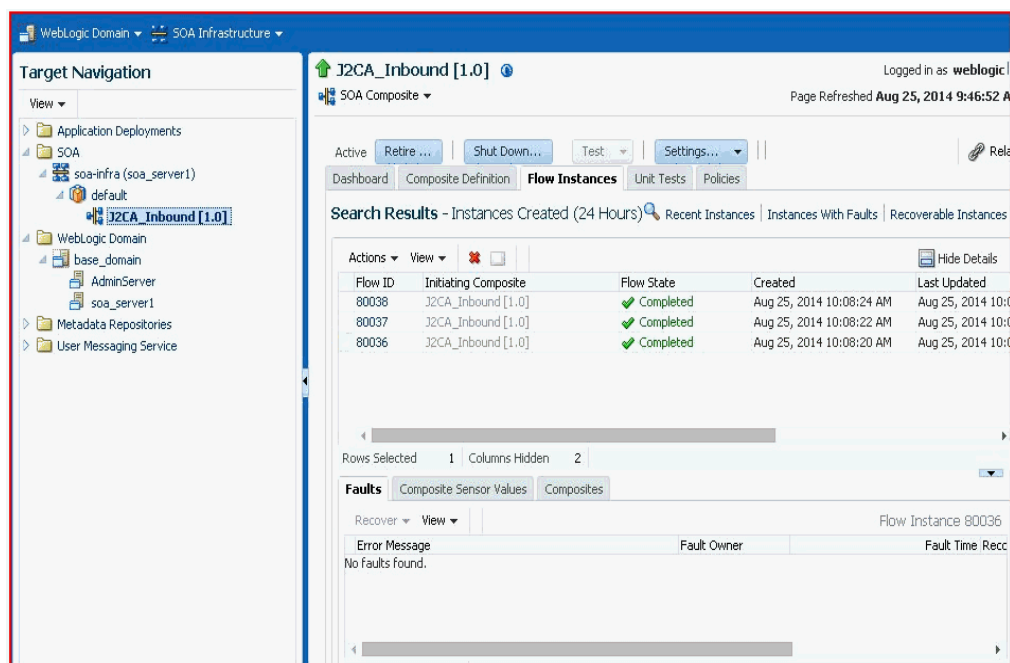 WebLogic Domain SOA Infrastructure
Target Navigation
View
Application Deployments
SOA
soa-infra (soa_server1)
default
J2CA_Inbound [1.0]
WebLogic Domain
base_domain
AdminServer
soa_server1
Metadata Repositories
User Messaging Service
J2CA_Inbound [1.0]
Logged in as weblogic
SOA Composite
Page Refreshed Aug 25, 2014 9:46:52 A
Active Retire ... Shut Down... Test Settings... Rela
Dashboard Composite Definition Flow Instances Unit Tests Policies
Search Results - Instances Created (24 Hours) Recent Instances Instances With Faults Recoverable Instances
Actions View Hide Details
Flow ID Initiating Composite Flow State Created Last Updated
80038 J2CA_Inbound [1.0] Completed Aug 25, 2014 10:08:24 AM Aug 25, 2014 10:0
80037 J2CA_Inbound [1.0] Completed Aug 25, 2014 10:08:22 AM Aug 25, 2014 10:0
80036 J2CA_Inbound [1.0] Completed Aug 25, 2014 10:08:20 AM Aug 25, 2014 10:0
Rows Selected 1 Columns Hidden 2
Faults Composite Sensor Values Composites
Recover View Flow Instance 80036
Error Message Fault Owner Fault Time Recc
No faults found.